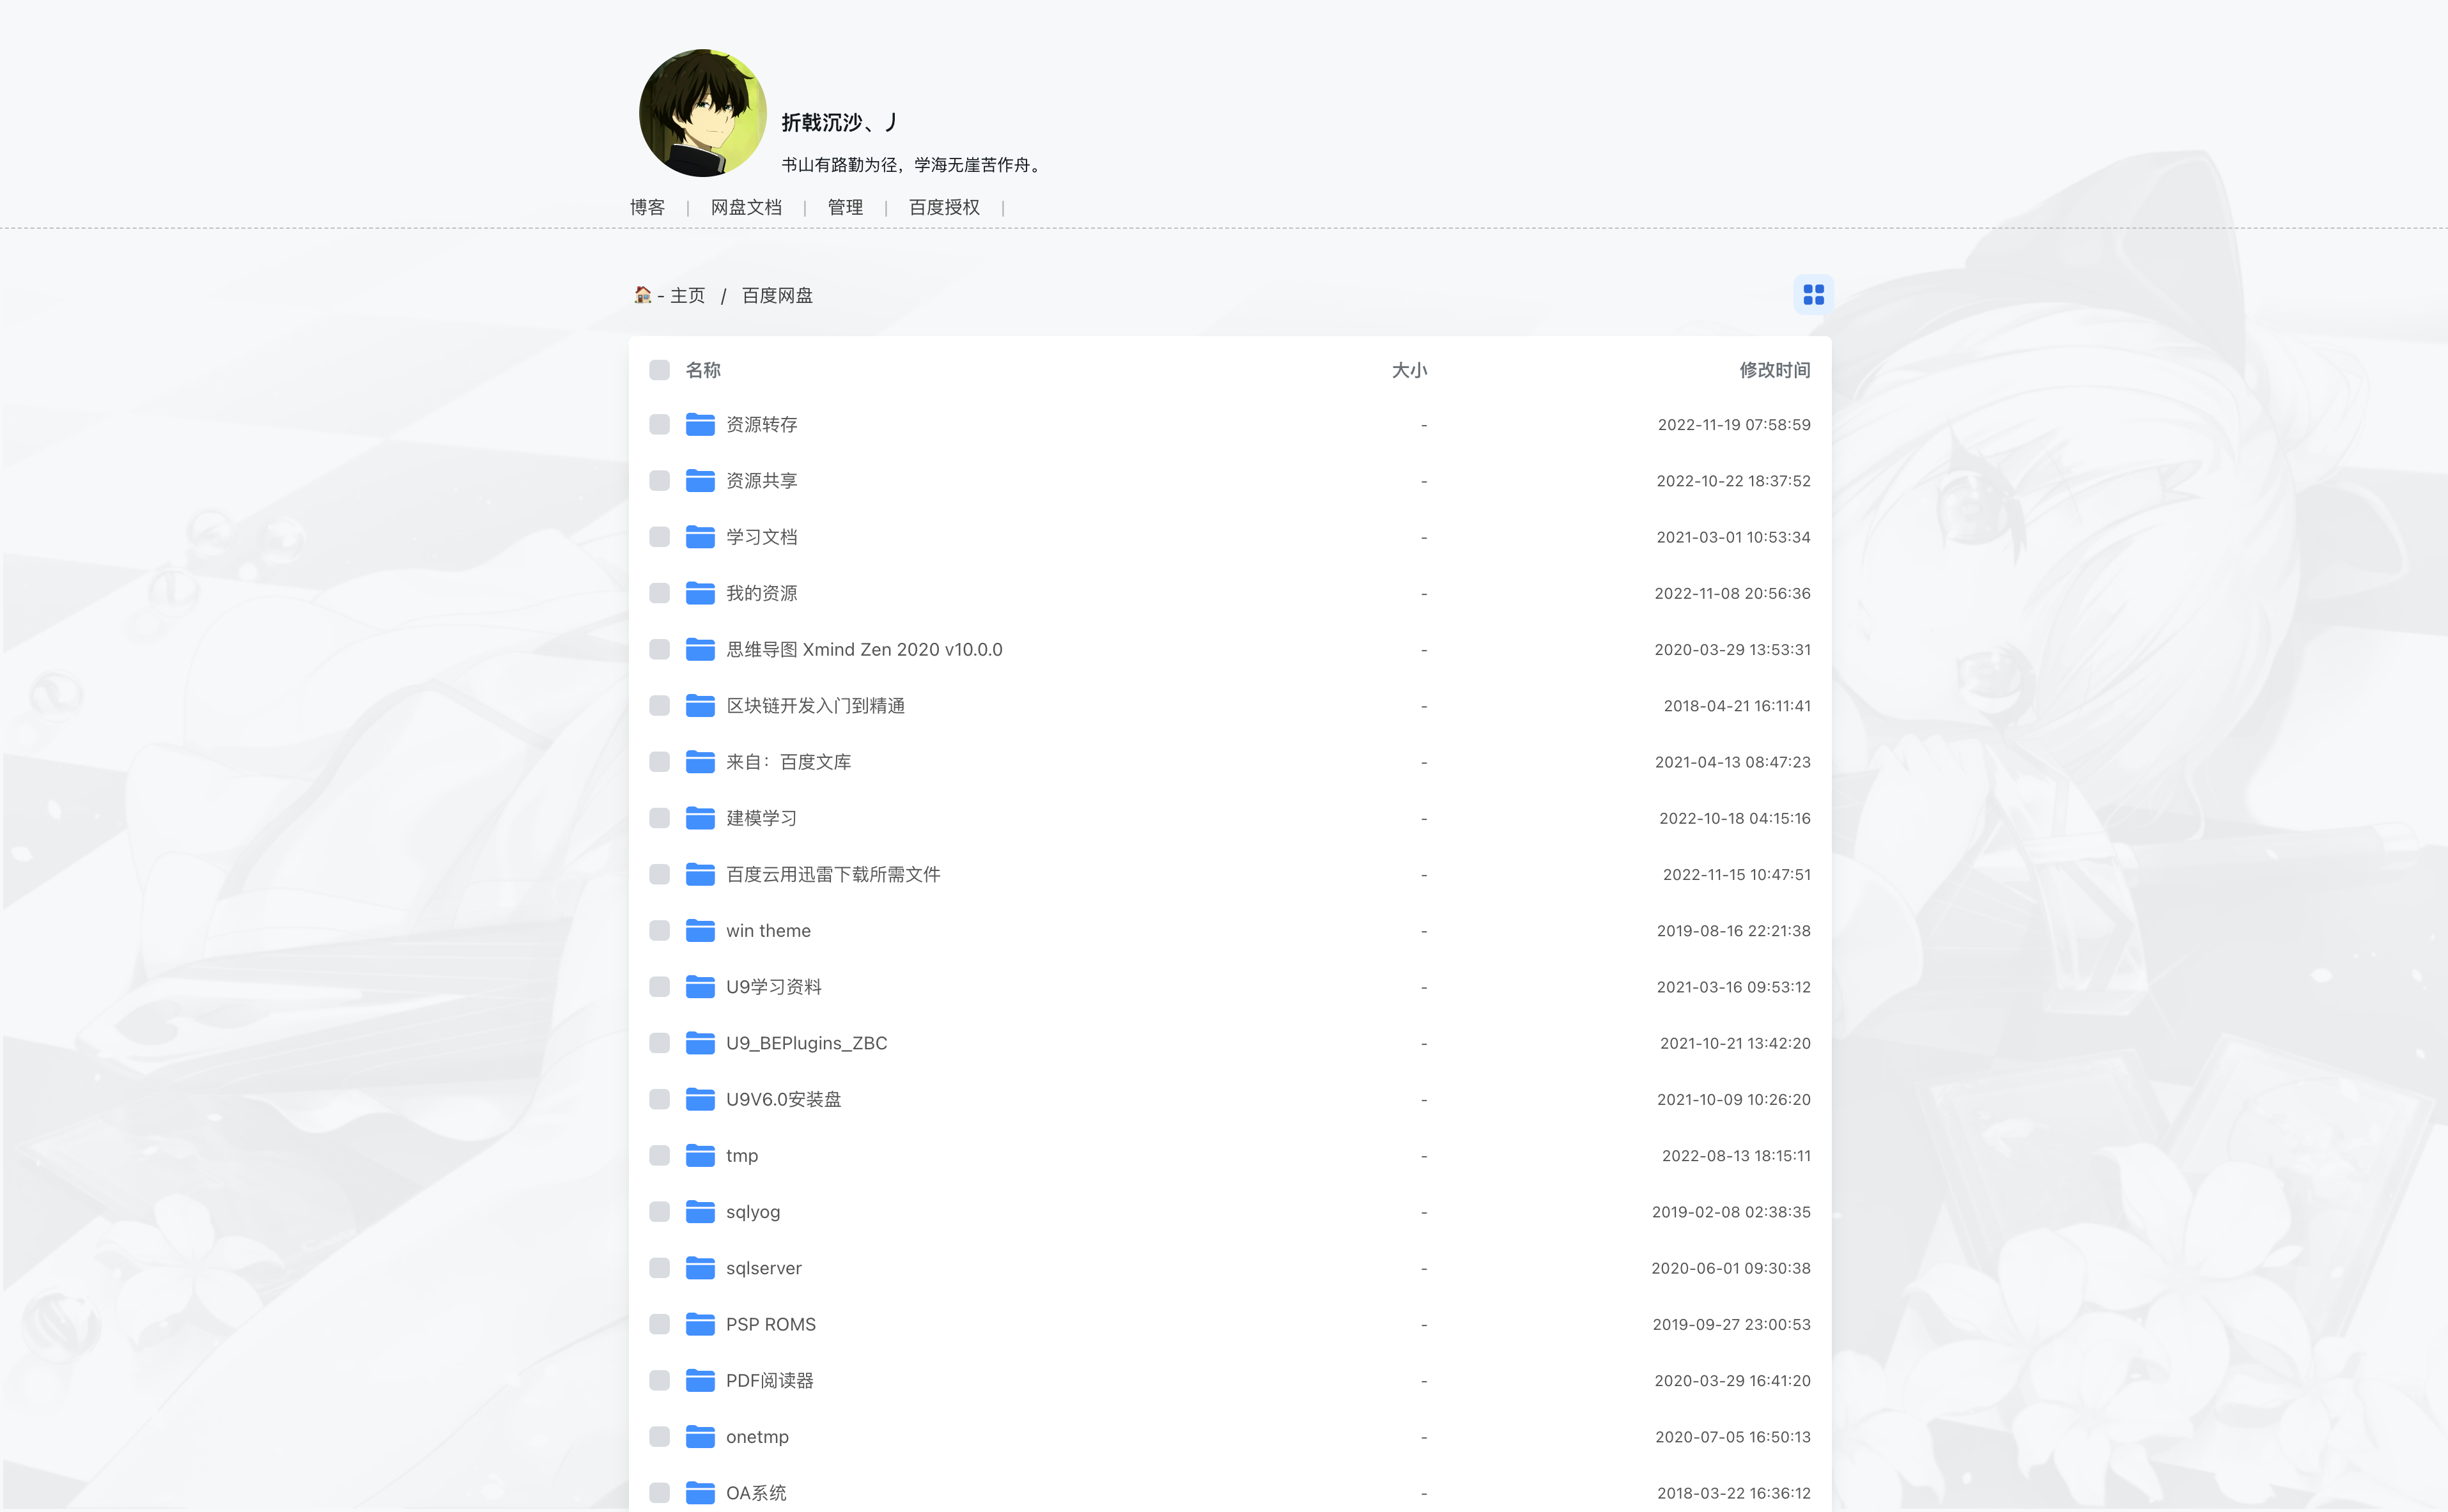 折戟沉沙、丿
书山有路勤为径，学海无崖苦作舟。
博客 | 网盘文档 | 管理 | 百度授权 |
- 主页 / 百度网盘
名称 大小 修改时间
资源转存 - 2022-11-19 07:58:59
资源共享 - 2022-10-22 18:37:52
学习文档 - 2021-03-01 10:53:34
我的资源 - 2022-11-08 20:56:36
思维导图 Xmind Zen 2020 v10.0.0 - 2020-03-29 13:53:31
区块链开发入门到精通 - 2018-04-21 16:11:41
来自：百度文库 - 2021-04-13 08:47:23
建模学习 - 2022-10-18 04:15:16
百度云用迅雷下载所需文件 - 2022-11-15 10:47:51
win theme - 2019-08-16 22:21:38
U9学习资料 - 2021-03-16 09:53:12
U9_BEPlugins_ZBC - 2021-10-21 13:42:20
U9V6.0安装盘 - 2021-10-09 10:26:20
tmp - 2022-08-13 18:15:11
sqlyog - 2019-02-08 02:38:35
sqlserver - 2020-06-01 09:30:38
PSP ROMS - 2019-09-27 23:00:53
PDF阅读器 - 2020-03-29 16:41:20
onetmp - 2020-07-05 16:50:13
OA系统 - 2018-03-22 16:36:12